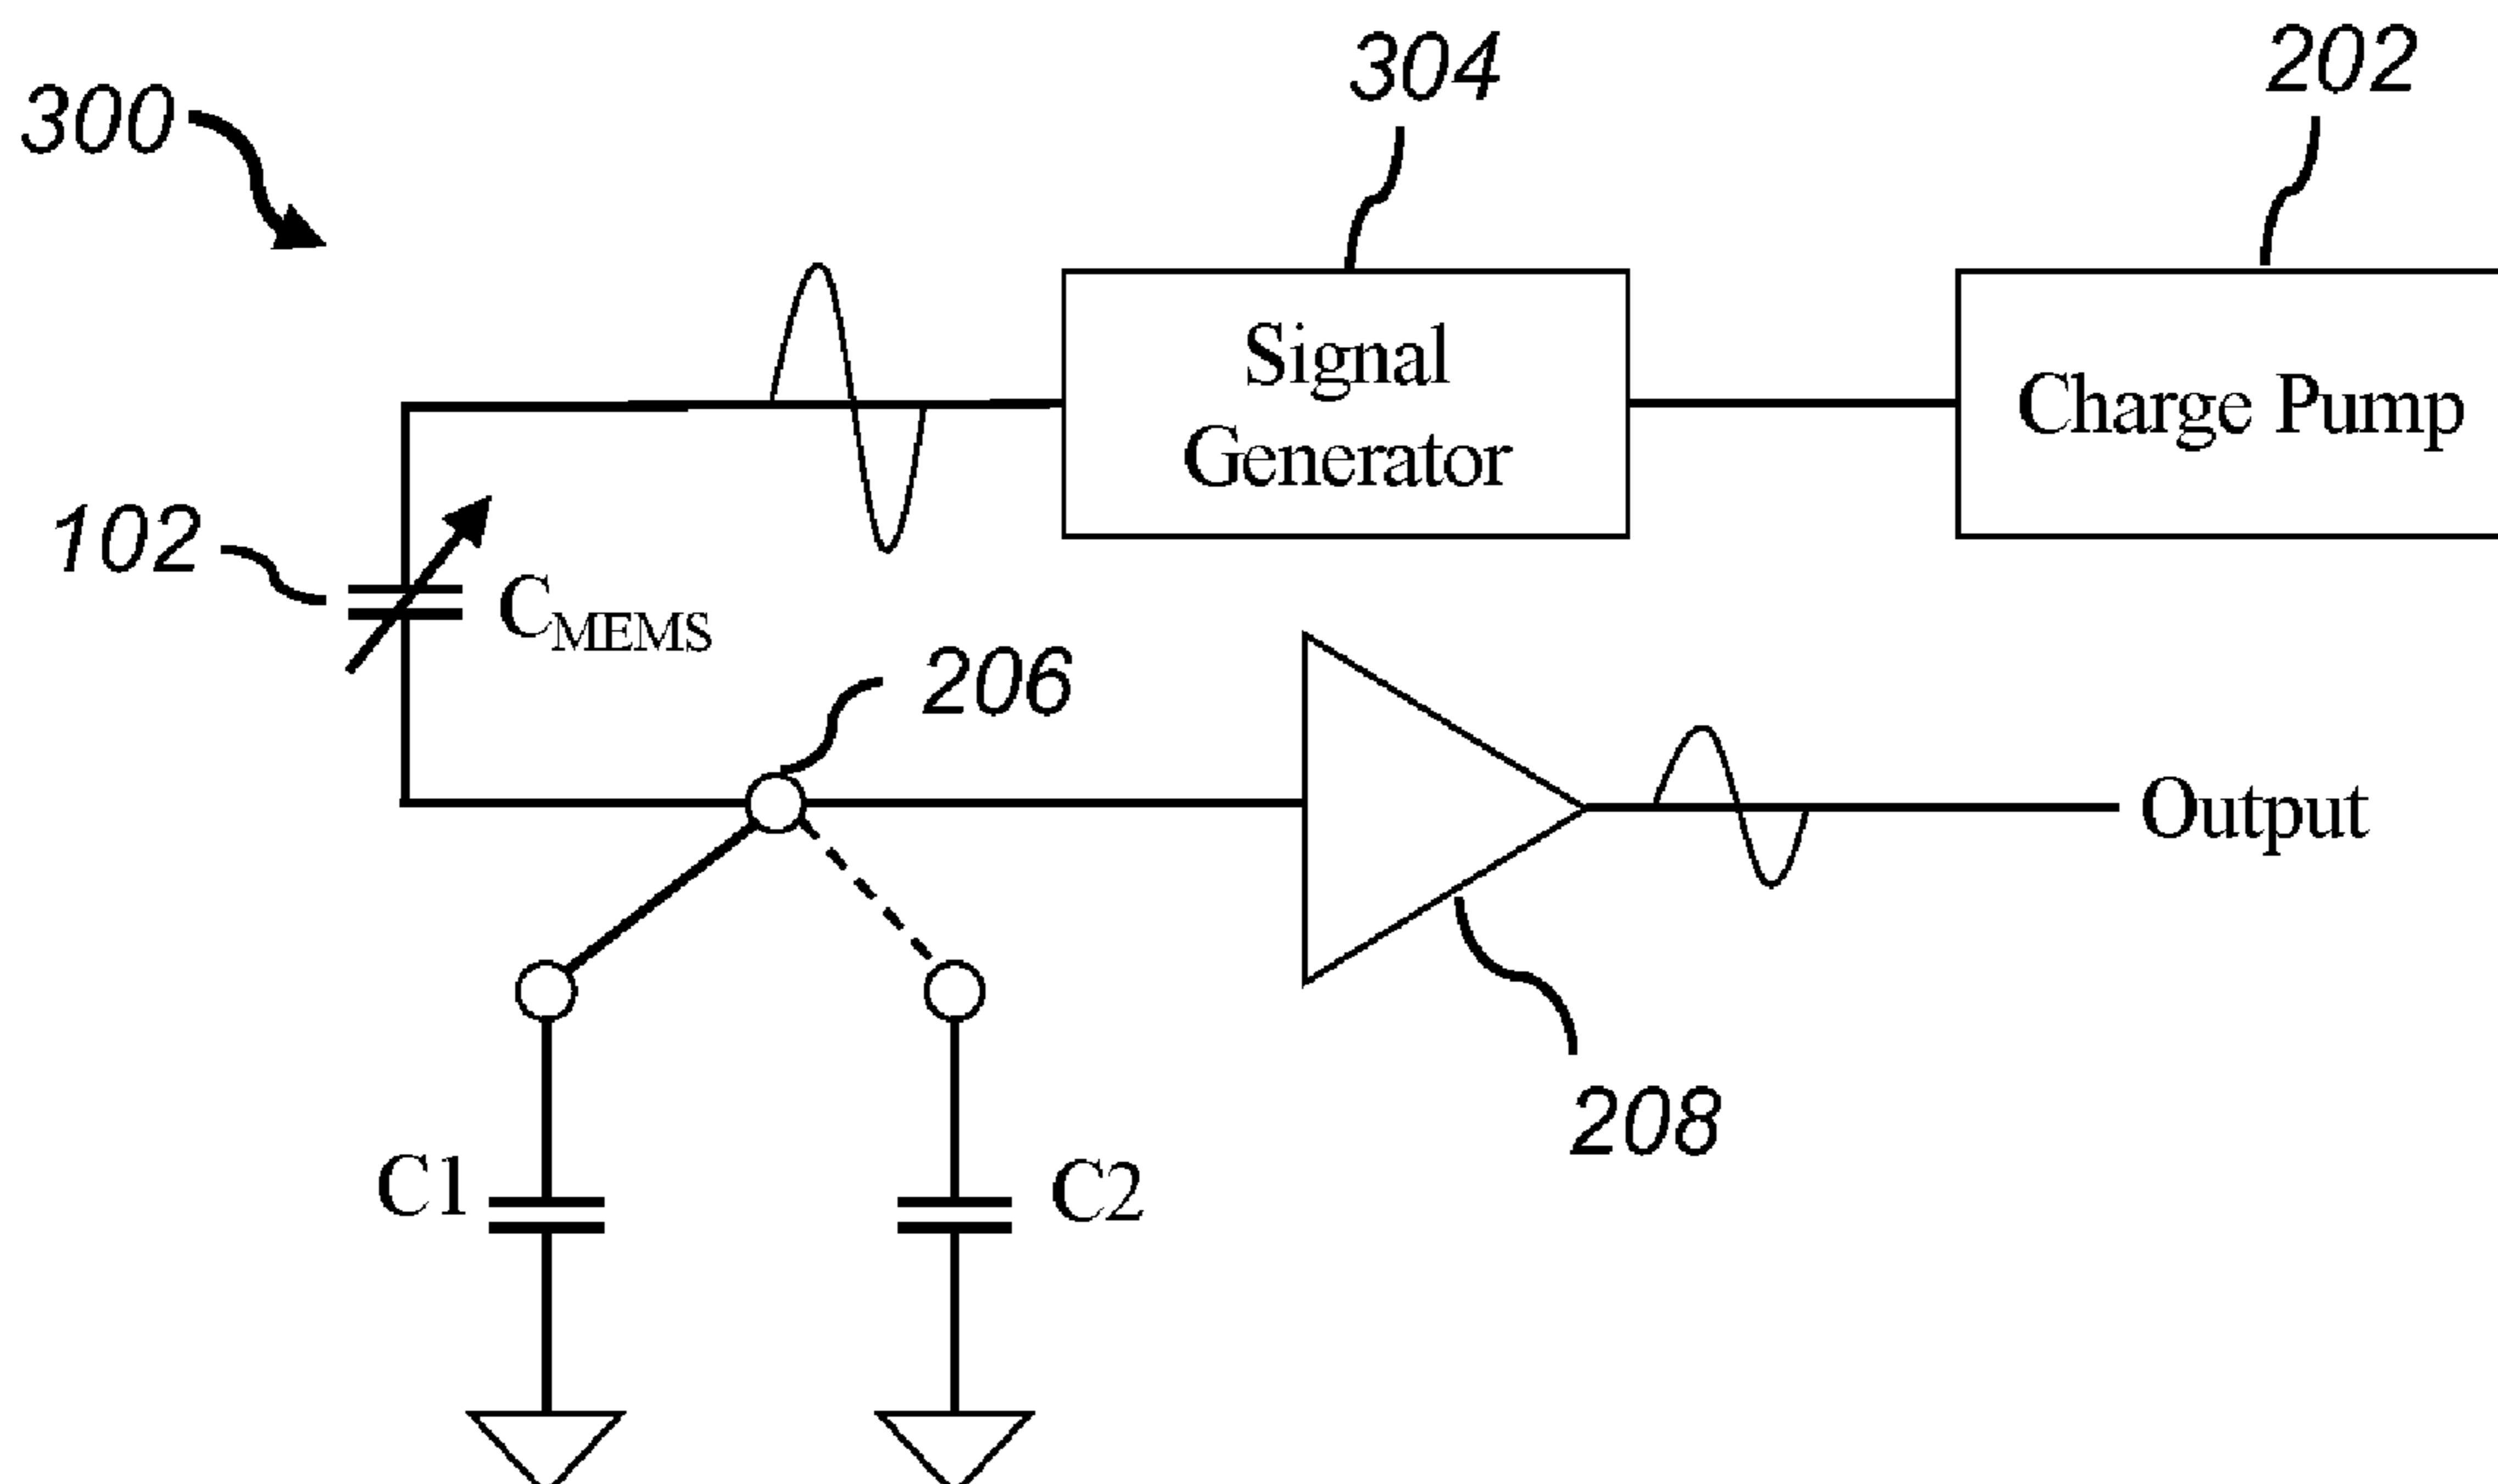 304
202
300
Signal
Generator
Charge Pump
102
CMEMS
206
Output
208
C1
C2